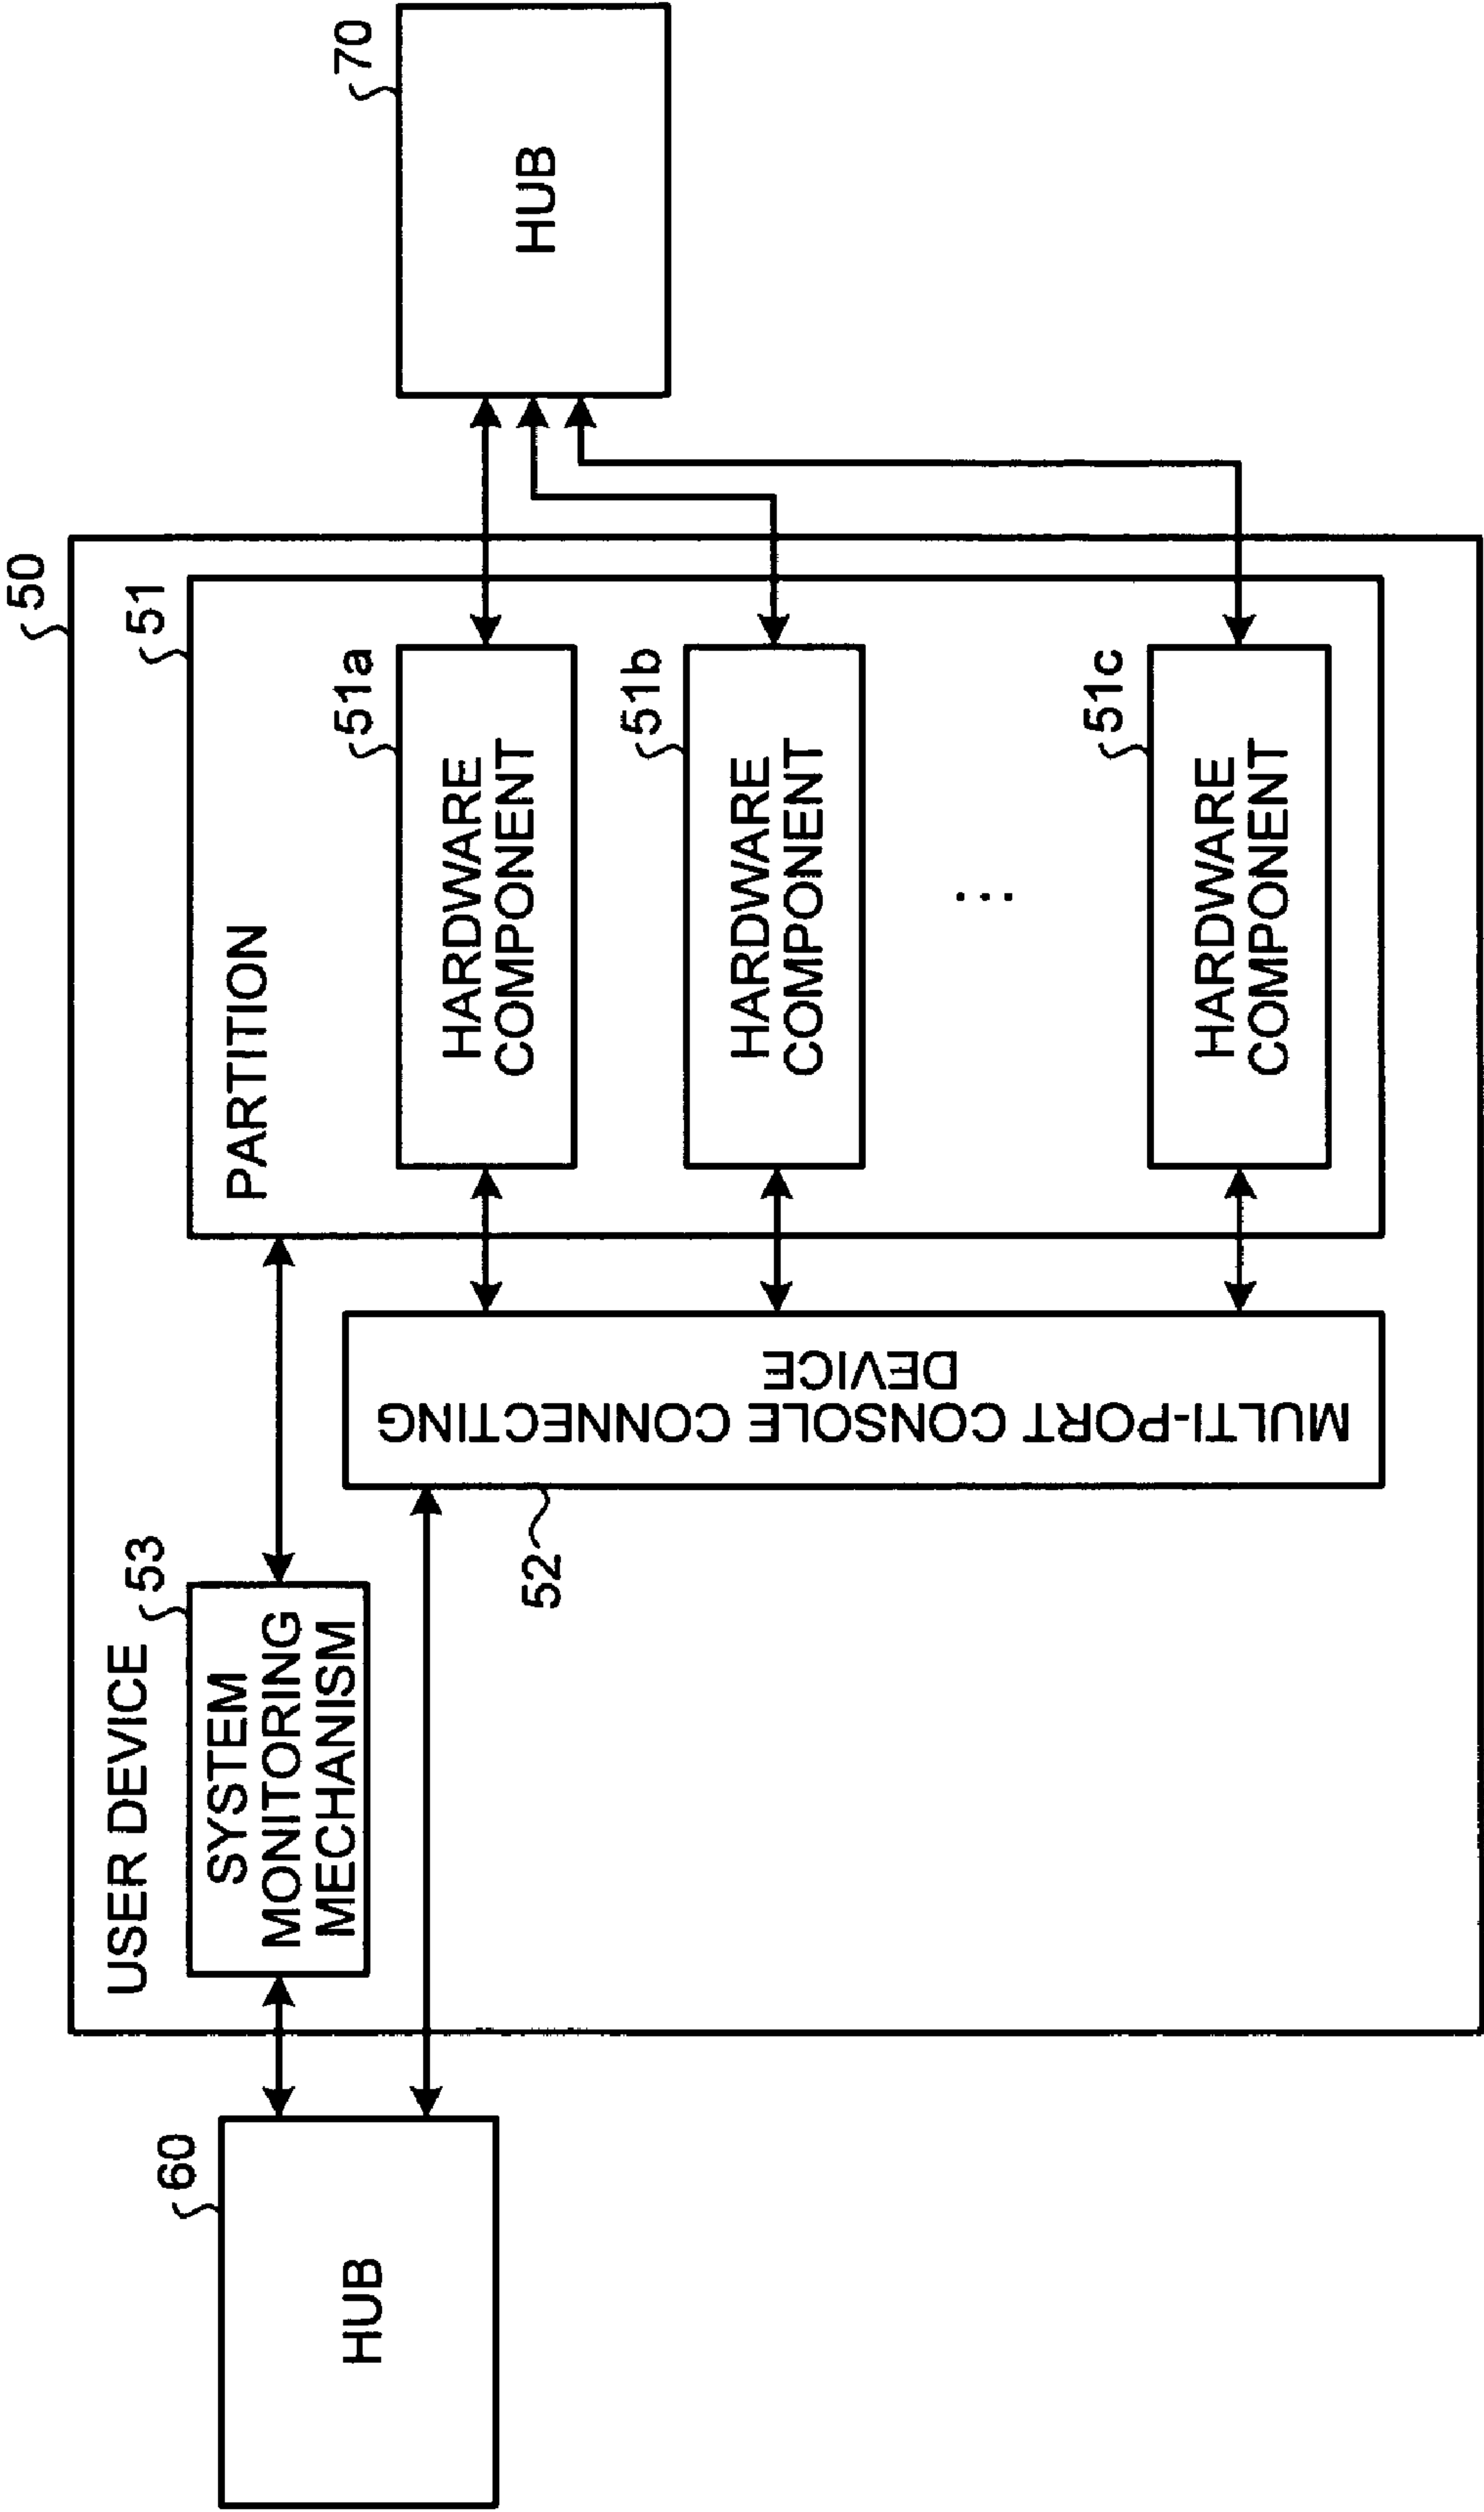 50
USER DEVICE
51
PARTITION
53
SYSTEM
MONITORING
MECHANISM
60
HUB
52
MULTI-PORT CONSOLE CONNECTING
DEVICE
51a
HARDWARE
COMPONENT
51b
HARDWARE
COMPONENT
...
51c
HARDWARE
COMPONENT
70
HUB